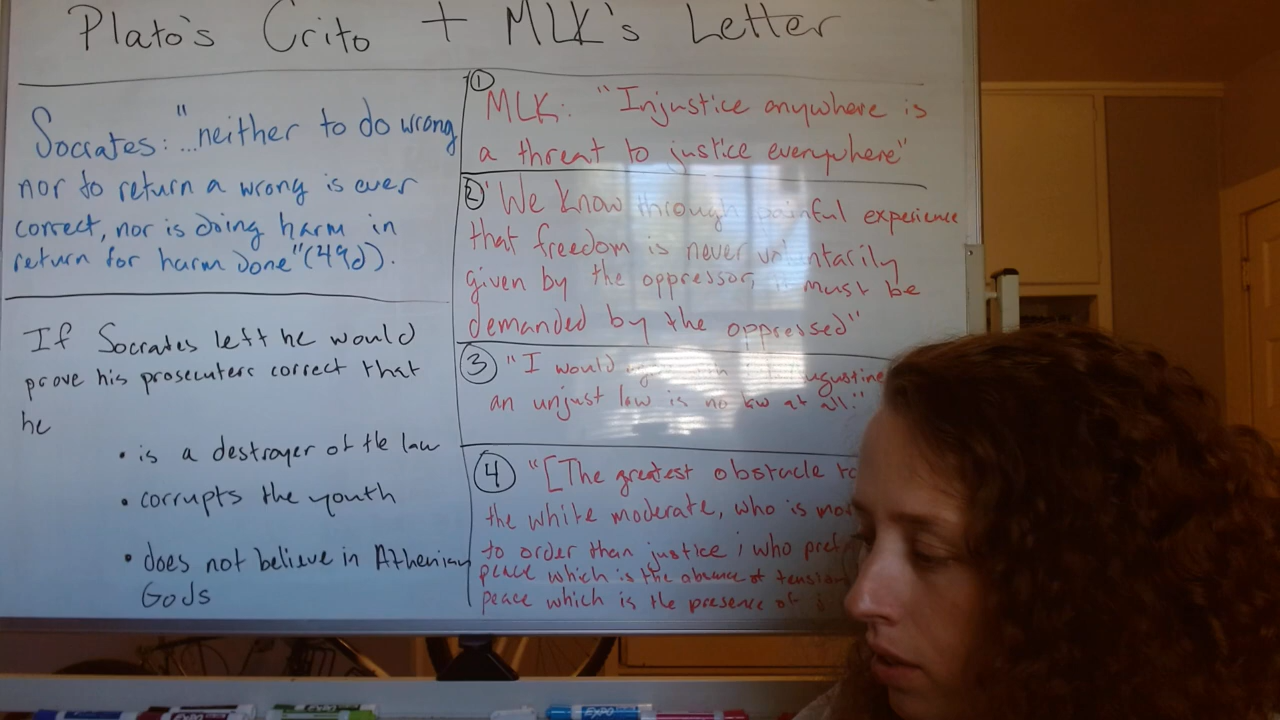 Plato's Crito + MLK's Letter
Socrates: "...neither to do wrong
nor to return a wrong is ever
correct, nor is doing harm in
return for harm done" (49d).
If Socrates left he would
prove his prosecuters correct that
he
• is a destroyer of the law
• corrupts the youth
• does not believe in Athenian
Gods
① MLK: "Injustice anywhere is
a threat to justice everywhere"
② "We know through painful experience
that freedom is never voluntarily
given by the oppressor, it must be
demanded by the oppressed"
③ "I would
an unjust law is no law at all."
④ "[The greatest obstacle to
the white moderate, who is
to order than justice; who
peace which is the absence of tension
peace which is the presence of
EXPO
EXPO
EXPO